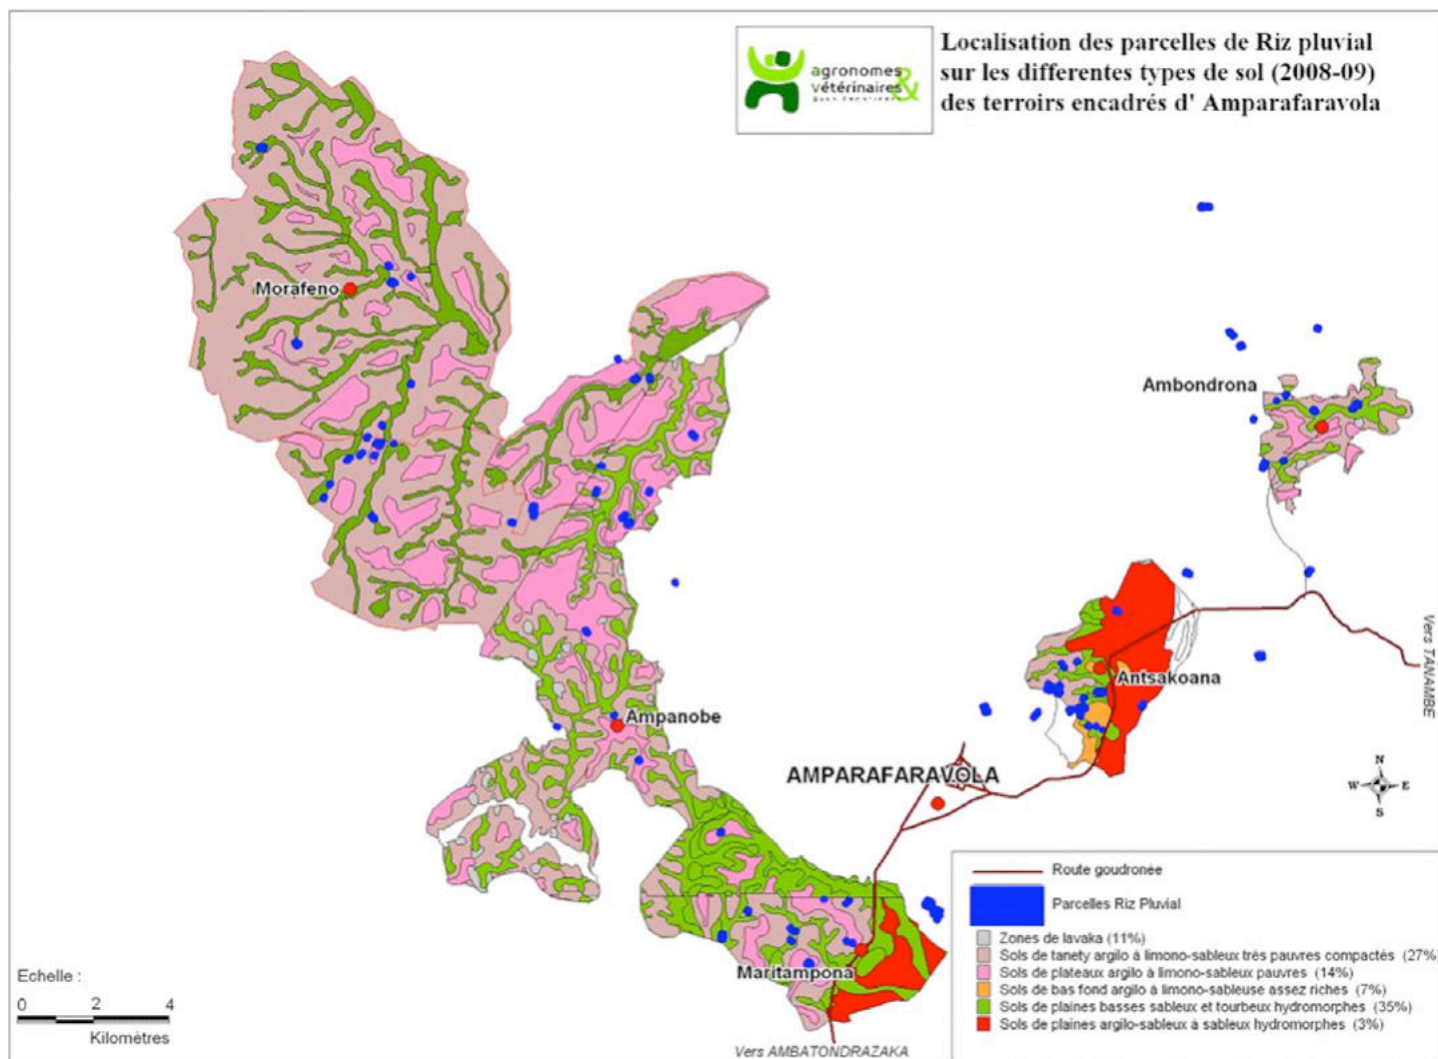 agronomes
&
vétérinaires
Localisation des parcelles de Riz pluvial
sur les differentes types de sol (2008-09)
des terroirs encadrés d' Amparafaravola
Morafeno
Ambondrona
Antsakoana
Vers TANAMBE
Ampanobe
AMPARAFARAVOLA
N
W E
S
Maritampona
Vers AMBATONDRAZAKA
Echelle :
0 2 4
Kilomètres
Route goudronée
Parcelles Riz Pluvial
Zones de lavaka (11%)
Sols de tanety argilo à limono-sableux très pauvres compactés (27%)
Sols de plateaux argilo à limono-sableux pauvres (14%)
Sols de bas fond argilo à limono-sableuse assez riches (7%)
Sols de plaines basses sableux et tourbeux hydromorphes (35%)
Sols de plaines argilo-sableux à sableux hydromorphes (3%)